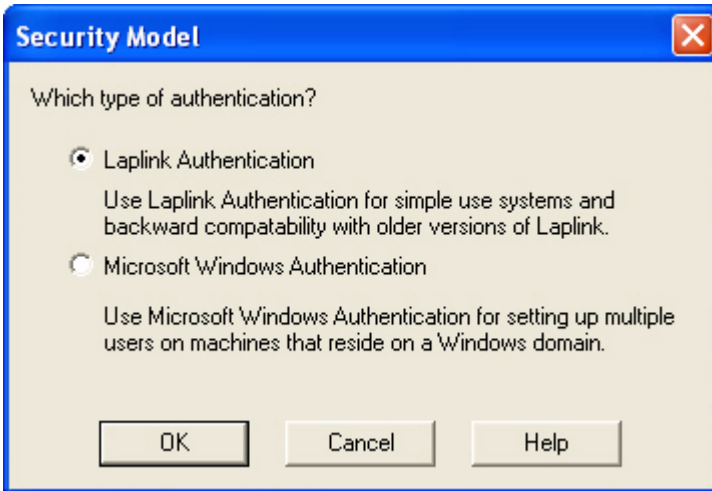 Security Model
Which type of authentication?
Laplink Authentication
Use Laplink Authentication for simple use systems and
backward compatability with older versions of Laplink.
Microsoft Windows Authentication
Use Microsoft Windows Authentication for setting up multiple
users on machines that reside on a Windows domain.
OK Cancel Help